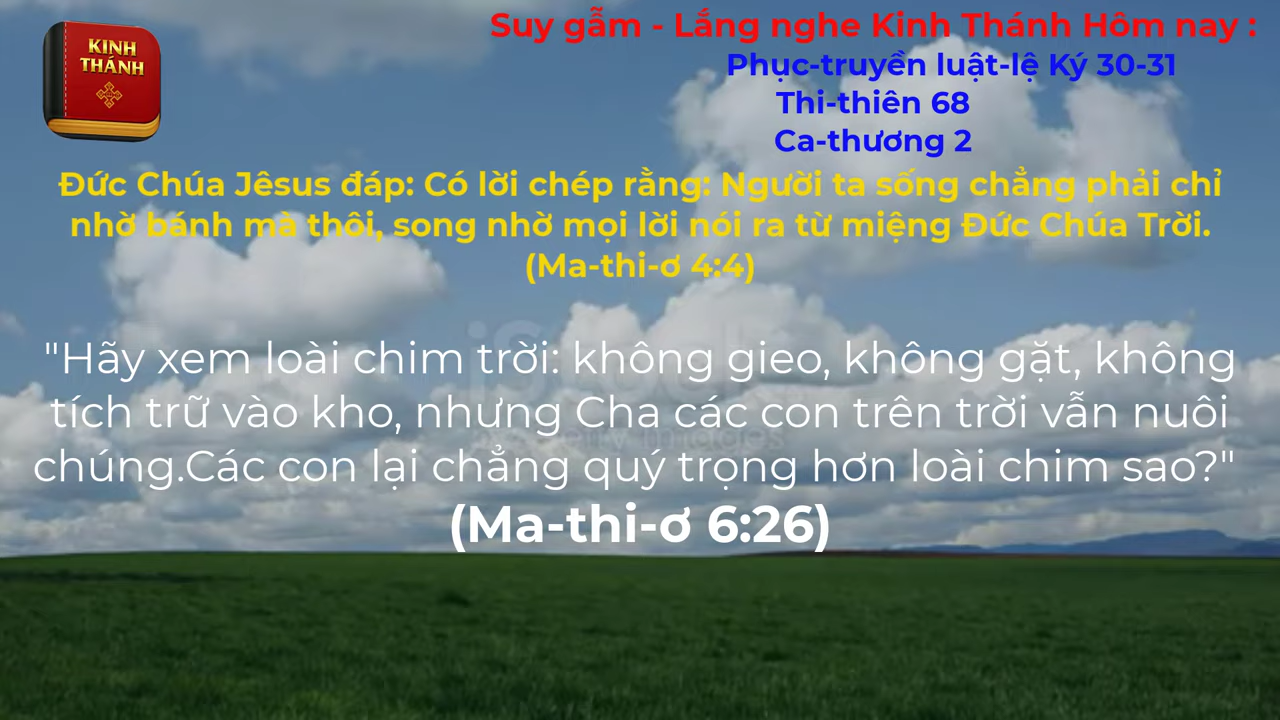 KINH
THÁNH
Suy gẫm - Lắng nghe Kinh Thánh Hôm nay :
Phục-truyền luật-lệ Ký 30-31
Thi-thiên 68
Ca-thương 2
Đức Chúa Jêsus đáp: Có lời chép rằng: Người ta sống chẳng phải chỉ
nhờ bánh mà thôi, song nhờ mọi lời nói ra từ miệng Đức Chúa Trời.
(Ma-thi-ơ 4:4)
"Hãy xem loài chim trời: không gieo, không gặt, không
tích trữ vào kho, nhưng Cha các con trên trời vẫn nuôi
chúng.Các con lại chẳng quý trọng hơn loài chim sao?"
(Ma-thi-ơ 6:26)